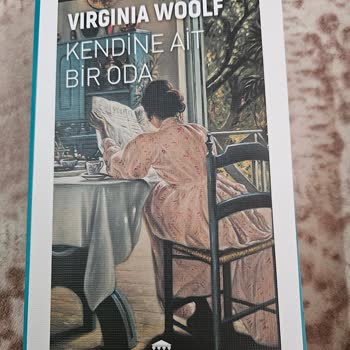 VIRGINIA WOOLF
KENDİNE AİT
BİR ODA